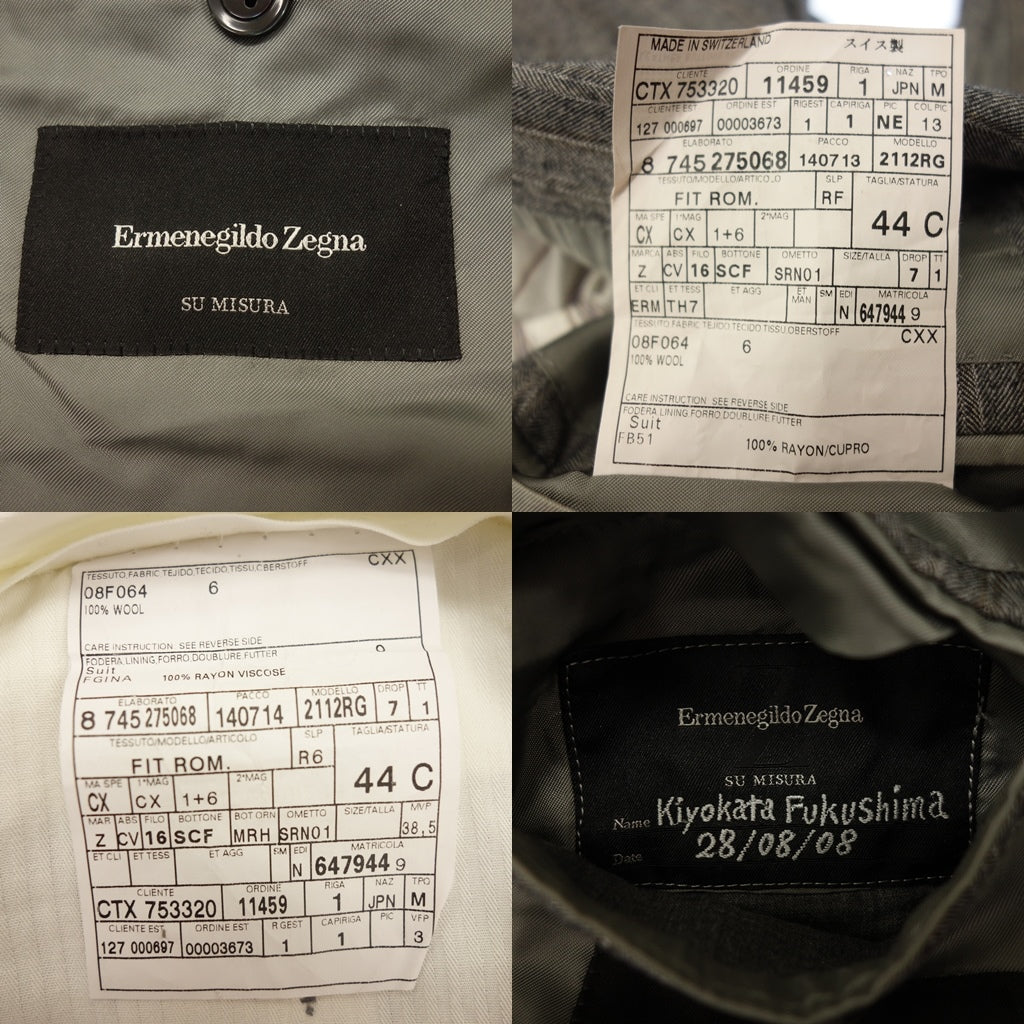 Ermenegildo Zegna
SU MISURA
MADE IN SWITZERLAND スイス製
CLIENTE ORDINE RIGA NAZ TPO
CTX 753320 11459 1 JPN M
CLIENTE EST ORDINE EST RIGEST CAPIRIGA PIC COL PIC
127 000697 00003673 1 1 NE 13
ELABORATO PACCO MODELLO
8 745 275068 140713 2112RG
TESSUTO/MODELLO/ARTICOLO SLP TAGLIA/STATURA
FIT ROM. RF 44 C
MA SPE 1*MAG 2*MAG
CX CX 1+6
MARCA ABS FILO BOTTONE OMETTO SIZE/TALLA DROP TT
Z CV 16 SCF SRN01 7 1
ET CLI ET TESS ET AGG ET MAN SM EDI MATRICOLA
ERM TH7 N 647944 9
TESSUTO FABRIC TEJIDO TECIDO TISSU OBERSTOFF CXX
08F064 6
100% WOOL
CARE INSTRUCTION SEE REVERSE SIDE
FODERA LINING FORRO DOUBLURE FUTTER
Suit
FB51 100% RAYON/CUPRO
TESSUTO, FABRIC, TEJIDO, TECIDO, TISSU, OBERSTOFF CXX
08F064 6
100% WOOL
CARE INSTRUCTION SEE REVERSE SIDE
FODERA, LINING, FORRO, DOUBLURE FUTTER
Suit
FGINA 100% RAYON VISCOSE
ELABORATO PACCO MODELLO DROP TT
8 745 275068 140714 2112RG 7 1
TESSUTO/MODELLO/ARTICOLO SLP TAGLIA/STATURA
FIT ROM. R6 44 C
MA SPE 1*MAG 2*MAG
CX CX 1+6
MAR ABS FILO BOTTONE BOT ORN OMETTO SIZE/TALLA MVP
Z CV 16 SCF MRH SRN01 38,5
ET CLI ET TESS ET AGG SM EDI MATRICOLA
N 647944 9
CLIENTE ORDINE RIGA NAZ TPO
CTX 753320 11459 1 JPN M
CLIENTE EST ORDINE EST R GEST CAPIRIGA PIC VFP
127 000697 00003673 1 1 3
Ermenegildo Zegna
SU MISURA
Name Kiyokata Fukushima
Date 28/08/08